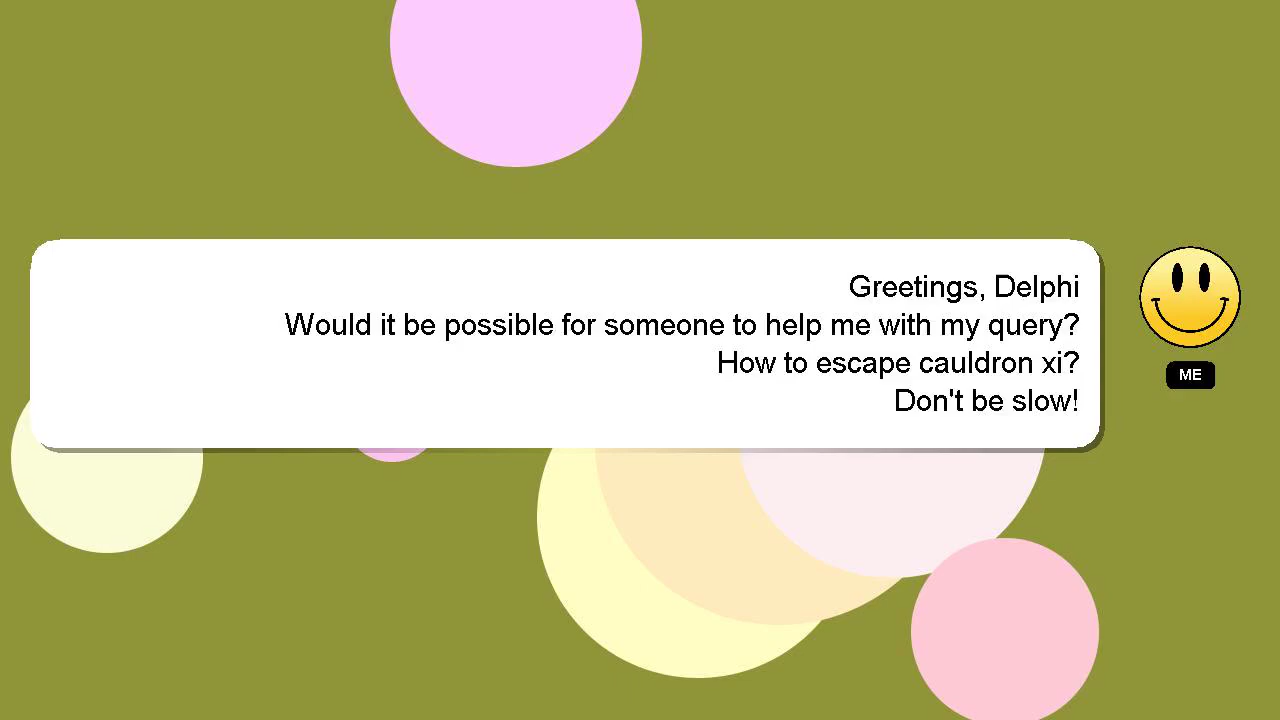 Greetings, Delphi
Would it be possible for someone to help me with my query?
How to escape cauldron xi?
Don't be slow!
ME